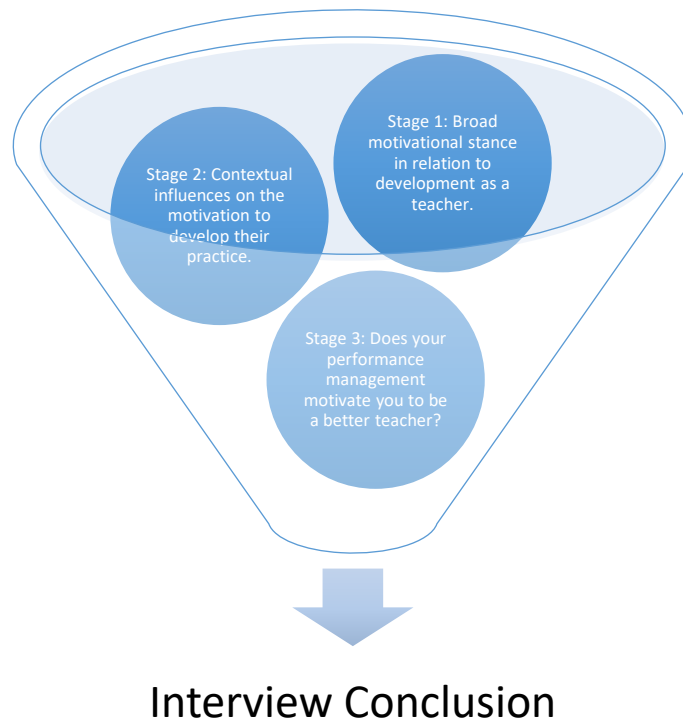 Stage 1: Broad
motivational stance
in relation to
development as a
teacher.
Stage 2: Contextual
influences on the
motivation to
develop their
practice.
Stage 3: Does your
performance
management
motivate you to be
a better teacher?
Interview Conclusion